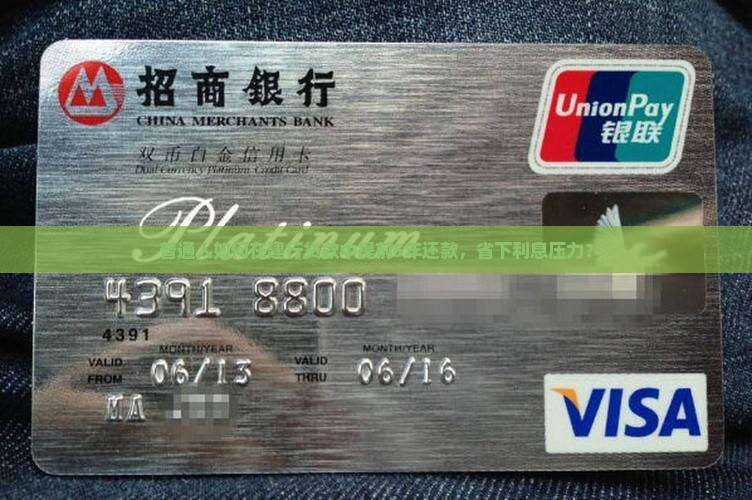 招商銀行
CHINA MERCHANTS BANK
双币白金信用卡
Dual Currency Platinum Credit Card
UnionPay
银联
Platinum
还款，省下利息压力？
4391 8800
4391
MONTH/YEAR MONTH/YEAR
VALID FROM 06/13 VALID THRU 06/16
MA
VISA